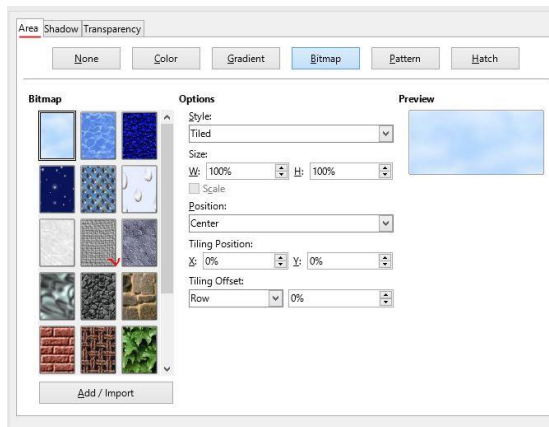 Area Shadow Transparency
None Color Gradient Bitmap Pattern Hatch
Bitmap
Options
Style:
Tiled
Size:
W: 100% H: 100%
Scale
Position:
Center
Tiling Position:
X: 0% Y: 0%
Tiling Offset:
Row 0%
Preview
Add / Import